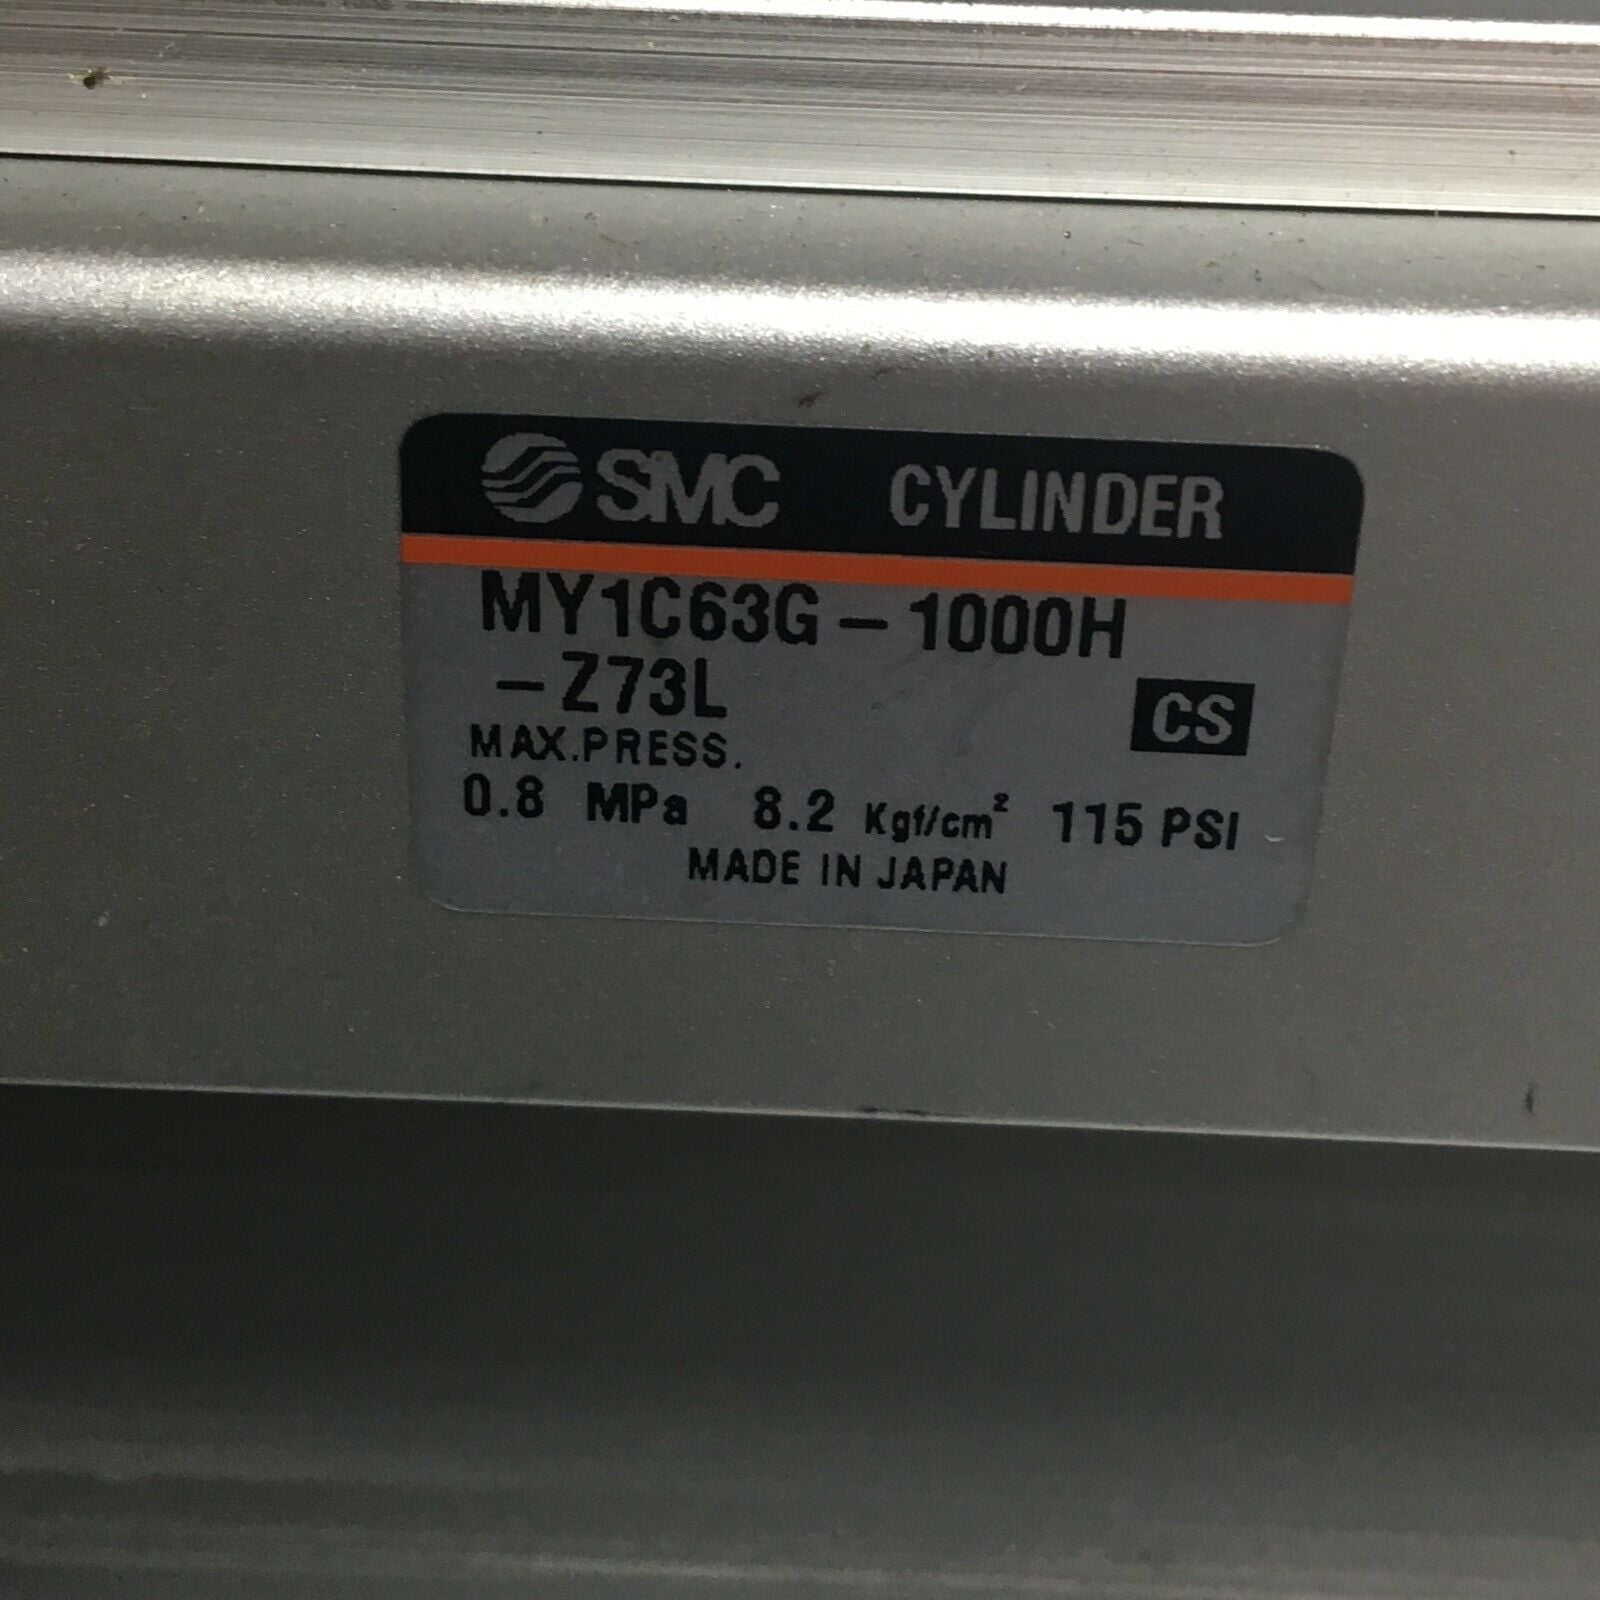 SMC CYLINDER
MY1C63G-1000H
-Z73L CS
MAX.PRESS.
0.8 MPa 8.2 Kgf/cm² 115 PSI
MADE IN JAPAN